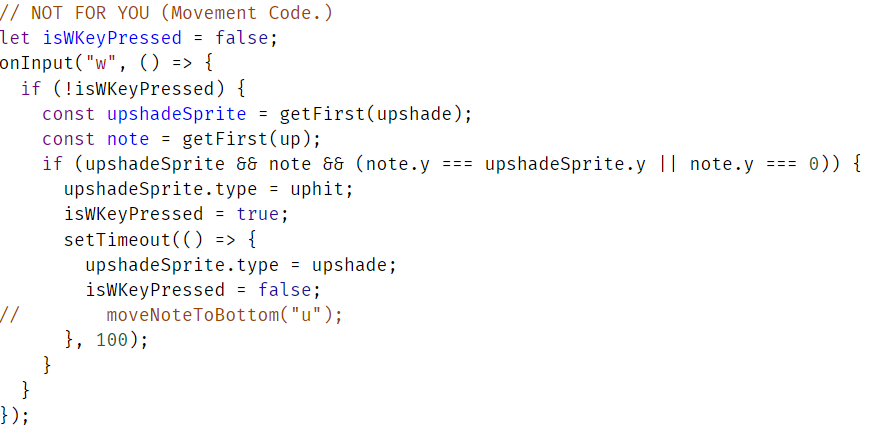 // NOT FOR YOU (Movement Code.)
let isWKeyPressed = false;
onInput("w", () => {
  if (!isWKeyPressed) {
    const upshadeSprite = getFirst(upshade);
    const note = getFirst(up);
    if (upshadeSprite && note && (note.y === upshadeSprite.y || note.y === 0)) {
      upshadeSprite.type = uphit;
      isWKeyPressed = true;
      setTimeout(() => {
        upshadeSprite.type = upshade;
        isWKeyPressed = false;
//        moveNoteToBottom("u");
      }, 100);
    }
  }
});